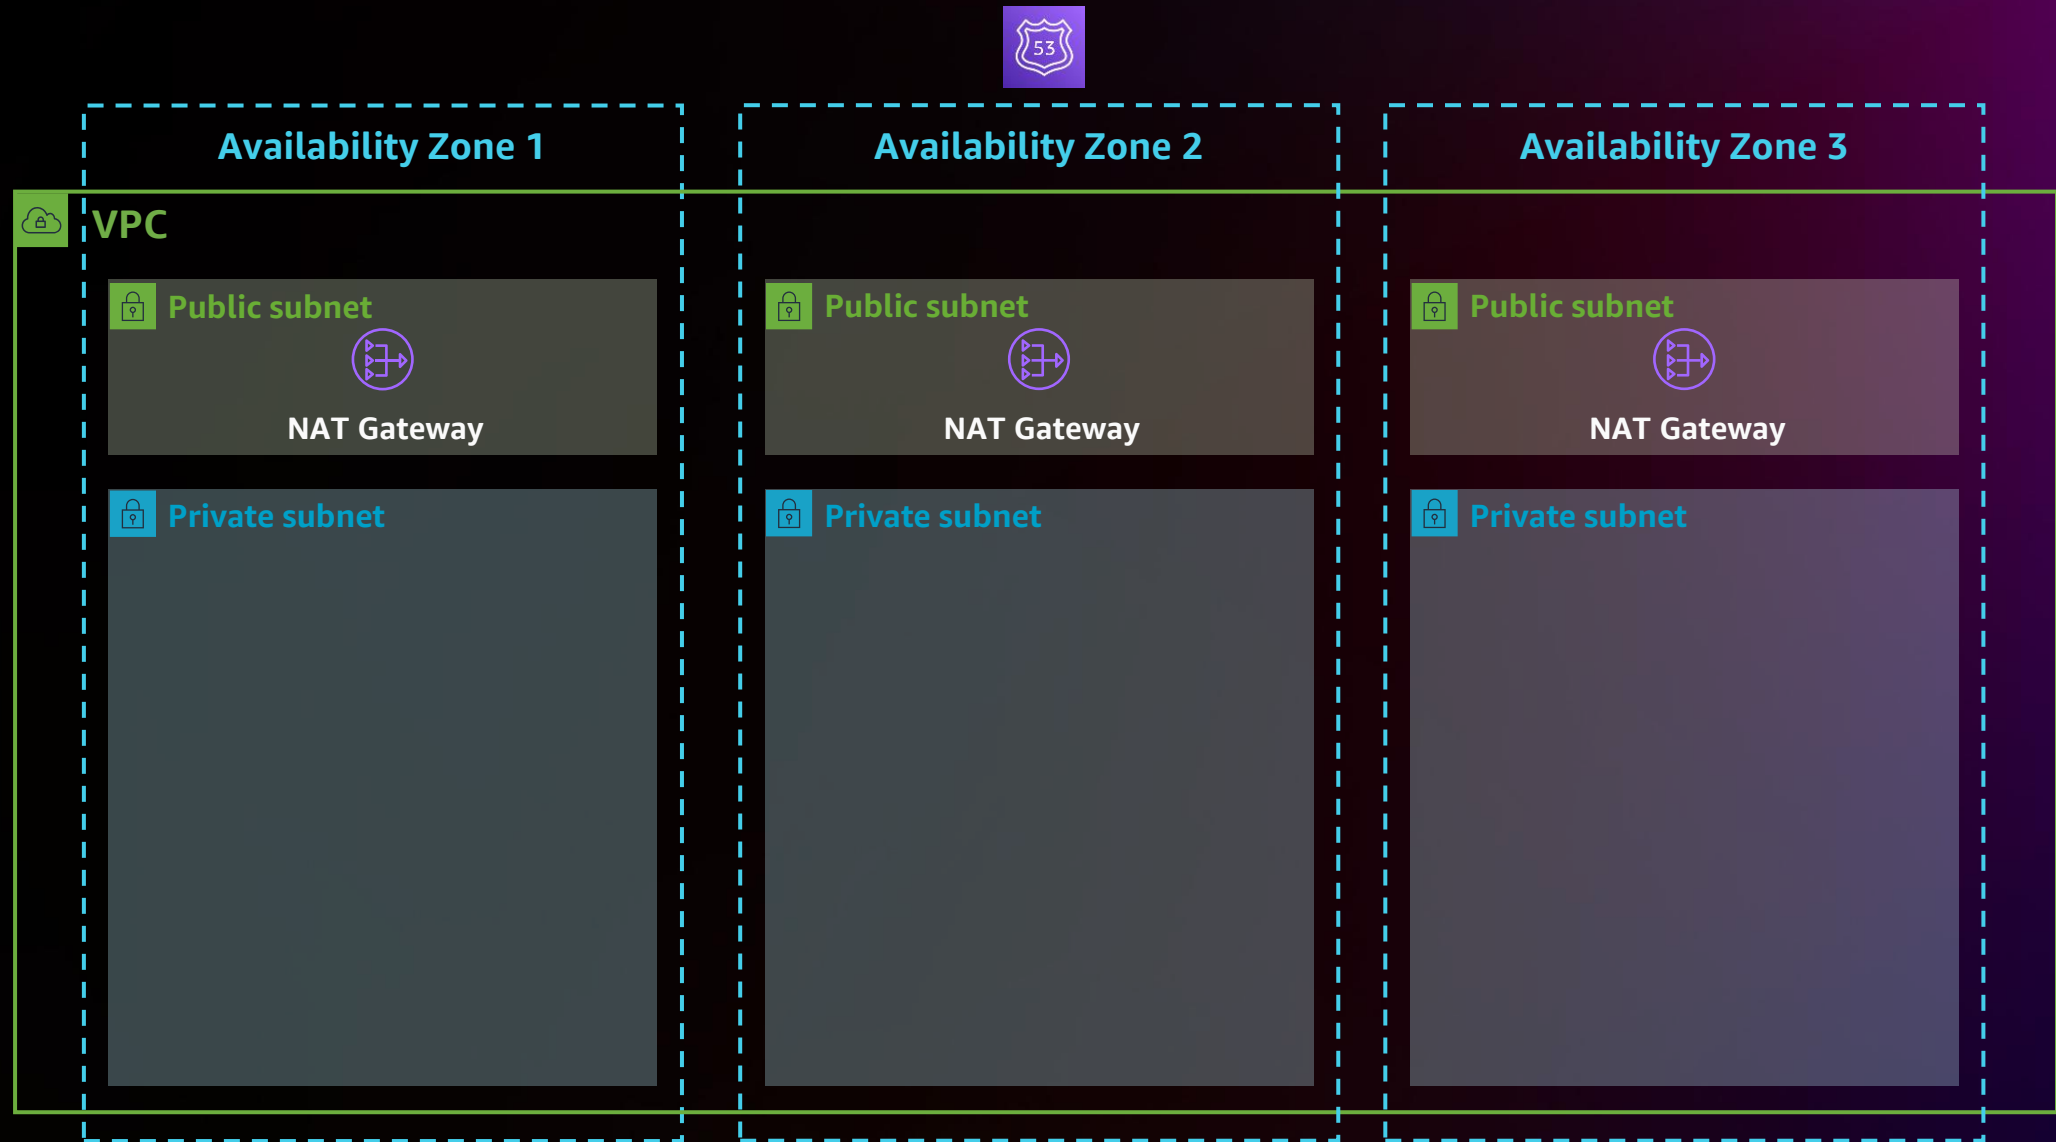 53
Availability Zone 1
Availability Zone 2
Availability Zone 3
VPC
Public subnet
NAT Gateway
Public subnet
NAT Gateway
Public subnet
NAT Gateway
Private subnet
Private subnet
Private subnet